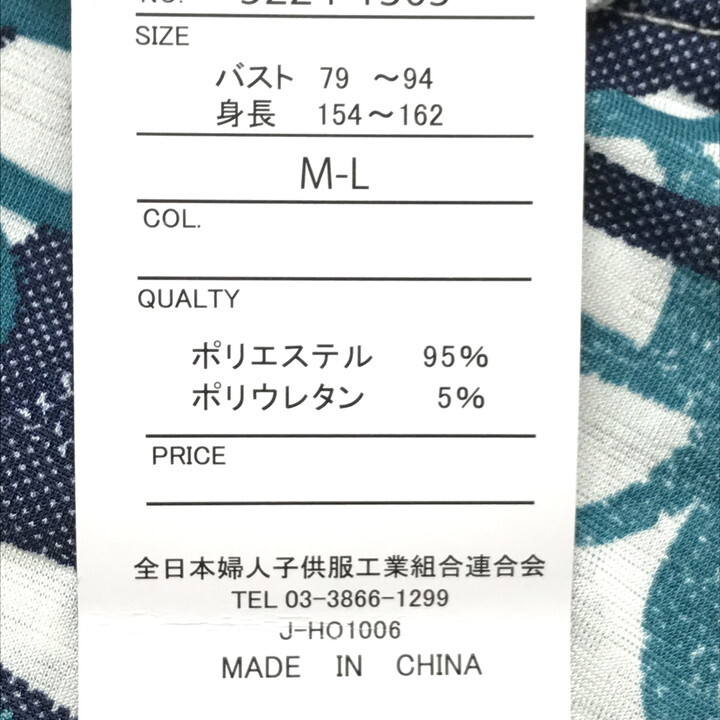 SIZE
バスト 79 ～94
身長 154～162
M-L
COL.
QUALTY
ポリエステル 95%
ポリウレタン 5%
PRICE
全日本婦人子供服工業組合連合会
TEL 03-3866-1299
J-HO1006
MADE IN CHINA